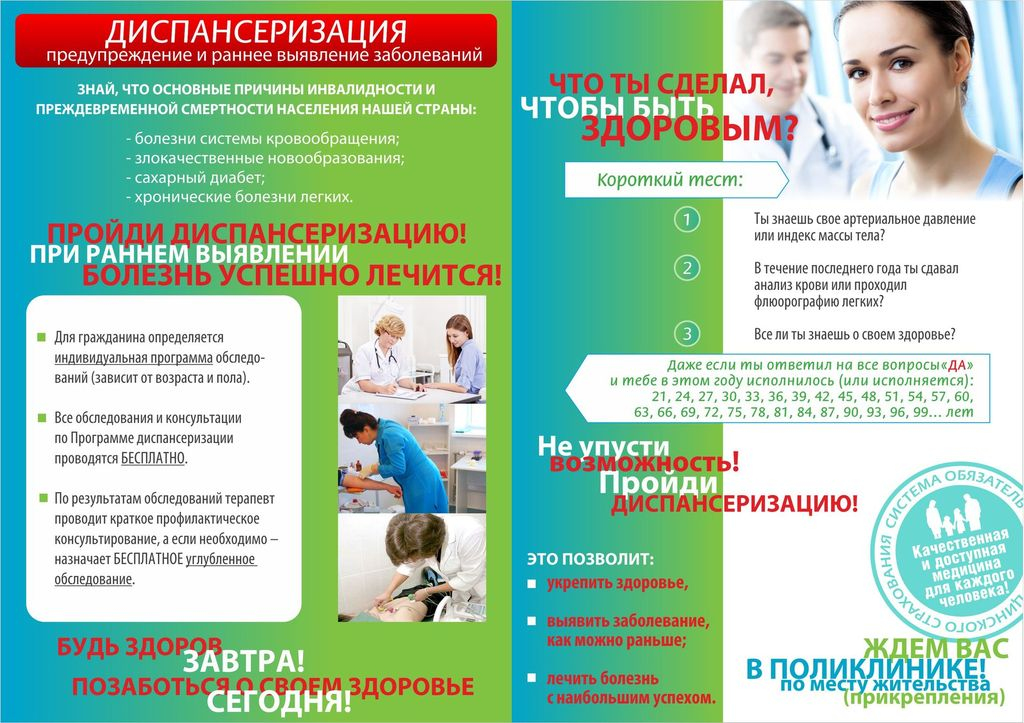 ДИСПАНСЕРИЗАЦИЯ
предупреждение и раннее выявление заболеваний
ЗНАЙ, ЧТО ОСНОВНЫЕ ПРИЧИНЫ ИНВАЛИДНОСТИ И
ПРЕЖДЕВРЕМЕННОЙ СМЕРТНОСТИ НАСЕЛЕНИЯ НАШЕЙ СТРАНЫ:
- болезни системы кровообращения;
- злокачественные новообразования;
- сахарный диабет;
- хронические болезни легких.
ПРОЙДИ ДИСПАНСЕРИЗАЦИЮ!
ПРИ РАННЕМ ВЫЯВЛЕНИИ
БОЛЕЗНЬ УСПЕШНО ЛЕЧИТСЯ!
Для гражданина определяется
индивидуальная программа обследо-
ваний (зависит от возраста и пола).
Все обследования и консультации
по Программе диспансеризации
проводятся БЕСПЛАТНО.
По результатам обследований терапевт
проводит краткое профилактическое
консультирование, а если необходимо –
назначает БЕСПЛАТНОЕ углубленное
обследование.
БУДЬ ЗДОРОВ
ЗАВТРА!
ПОЗАБОТЬСЯ О СВОЕМ ЗДОРОВЬЕ
СЕГОДНЯ!
ЧТО ТЫ СДЕЛАЛ,
ЧТОБЫ БЫТЬ
ЗДОРОВЫМ?
Короткий тест:
1 Ты знаешь свое артериальное давление
или индекс массы тела?
2 В течение последнего года ты сдавал
анализ крови или проходил
флюорографию легких?
3 Все ли ты знаешь о своем здоровье?
Даже если ты ответил на все вопросы«ДА»
и тебе в этом году исполнилось (или исполняется):
21, 24, 27, 30, 33, 36, 39, 42, 45, 48, 51, 54, 57, 60,
63, 66, 69, 72, 75, 78, 81, 84, 87, 90, 93, 96, 99... лет
Не упусти
возможность!
Пройди
ДИСПАНСЕРИЗАЦИЮ!
ЭТО ПОЗВОЛИТ:
укрепить здоровье,
выявить заболевание,
как можно раньше;
лечить болезнь
с наибольшим успехом.
СИСТЕМА ОБЯЗАТЕЛЬ
ЦИНСКОГО СТРАХОВАНИЯ
Качественная
и доступная
медицина
для каждого
человека!
ЖДЕМ ВАС
В ПОЛИКЛИНИКЕ!
по месту жительства
(прикрепления)